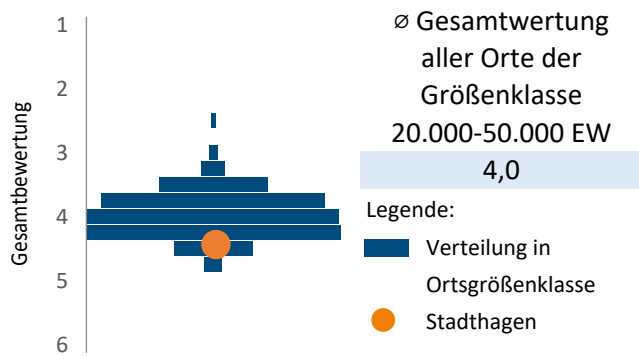 Gesamtbewertung
1
2
3
4
5
6
⌀ Gesamtwertung
aller Orte der
Größenklasse
20.000-50.000 EW
4,0
Legende:
Verteilung in
Ortsgrößenklasse
Stadthagen